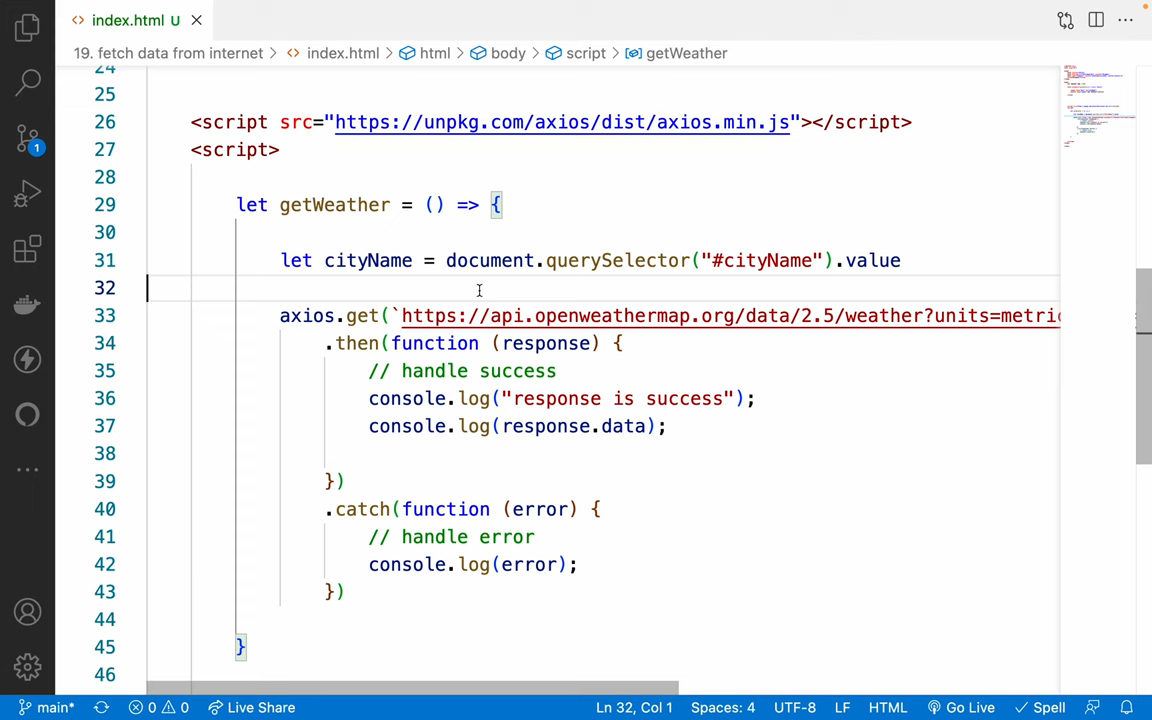 index.html U
19. fetch data from internet > index.html > html > body > script > getWeather
24
25
26 <script src="https://unpkg.com/axios/dist/axios.min.js"></script>
27 <script>
28
29 let getWeather = () => {
30
31 let cityName = document.querySelector("#cityName").value
32
33 axios.get(`https://api.openweathermap.org/data/2.5/weather?units=metric
34 .then(function (response) {
35 // handle success
36 console.log("response is success");
37 console.log(response.data);
38
39 })
40 .catch(function (error) {
41 // handle error
42 console.log(error);
43 })
44
45 }
46
1
main* 0 0 Live Share Ln 32, Col 1 Spaces: 4 UTF-8 LF HTML Go Live Spell